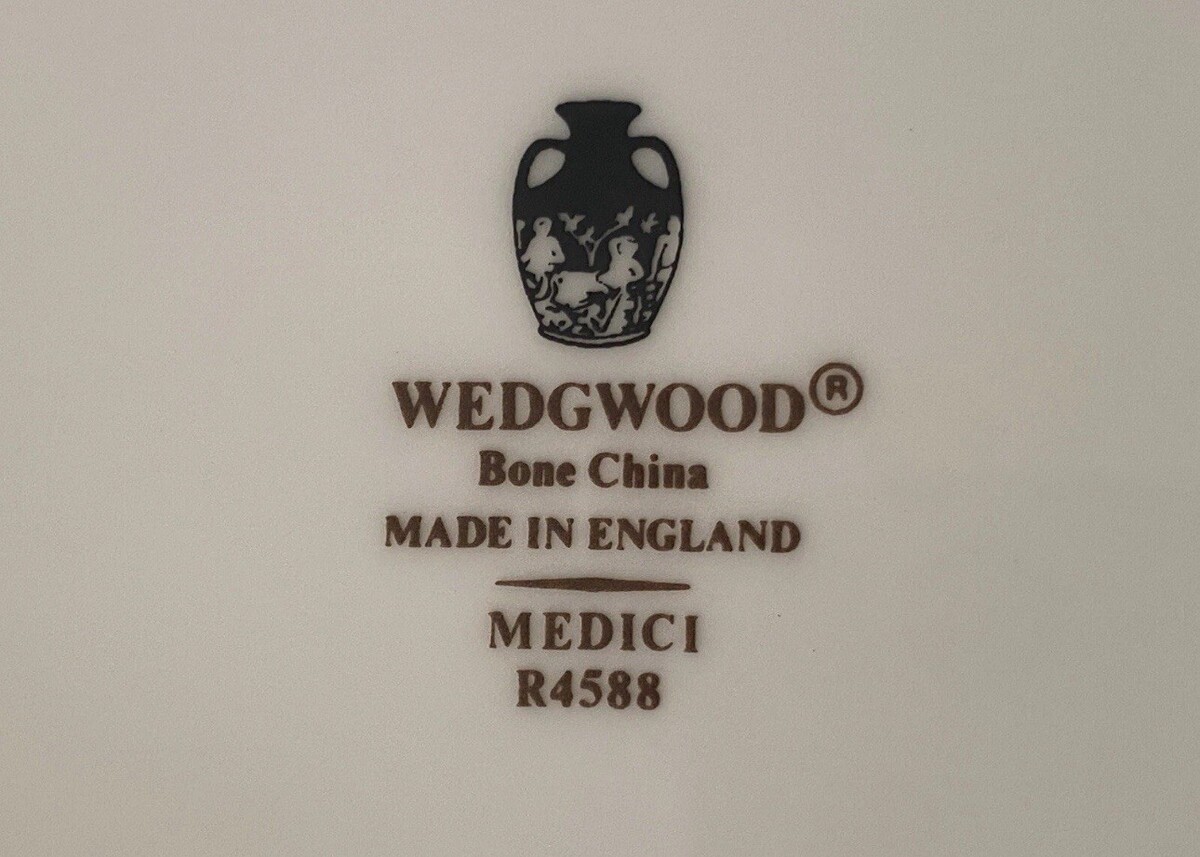 WEDGWOOD®
Bone China
MADE IN ENGLAND
MEDICI
R4588